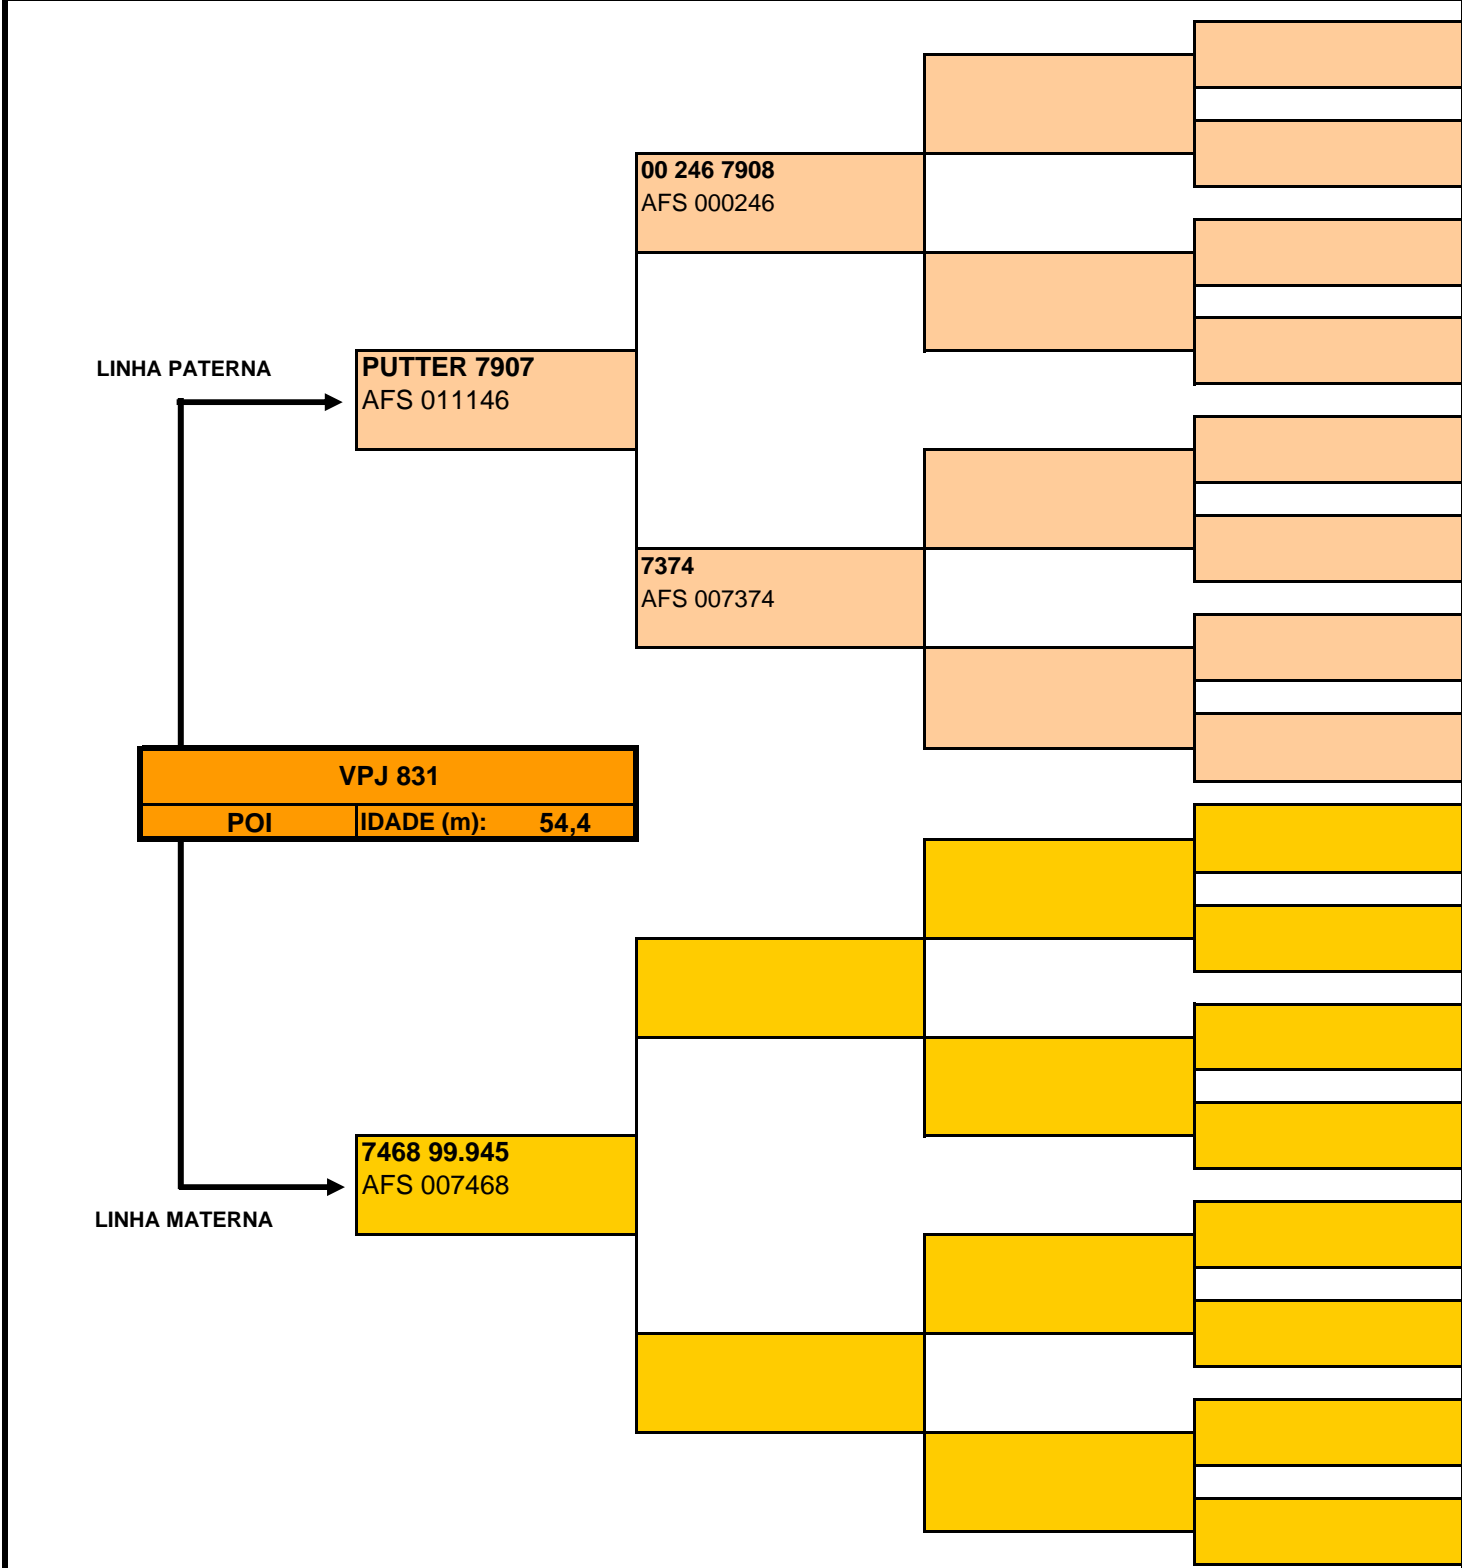 00 246 7908
AFS 000246
LINHA PATERNA
PUTTER 7907
AFS 011146
7374
AFS 007374
VPJ 831
POI IDADE (m): 54,4
7468 99.945
AFS 007468
LINHA MATERNA